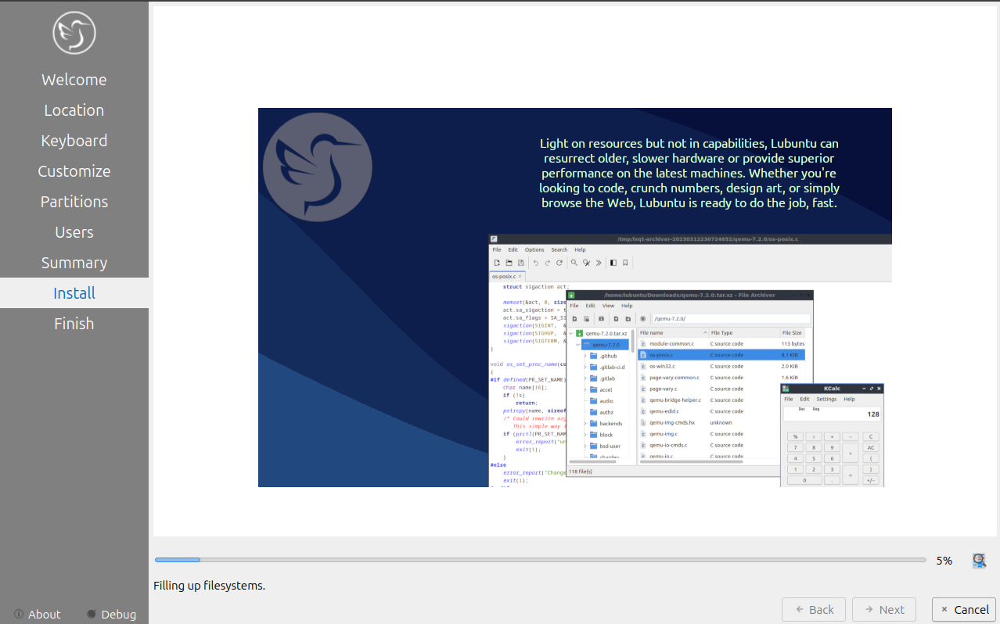 Welcome
Location
Keyboard
Customize
Partitions
Users
Summary
Install
Finish
About
Debug
Light on resources but not in capabilities, Lubuntu can
resurrect older, slower hardware or provide superior
performance on the latest machines. Whether you're
looking to code, crunch numbers, design art, or simply
browse the Web, Lubuntu is ready to do the job, fast.
/tmp/lxqt-archiver-20230312230724652/qemu-7.2.0/os-posix.c
File Edit Options Search Help
os-posix.c
struct sigaction act;
memset(&act, 0, size
act.sa_sigaction = t
act.sa_flags = SA_SI
sigaction(SIGINT, &
sigaction(SIGHUP, &
sigaction(SIGTERM, &
}
void os_set_proc_name(co
{
#if defined(PR_SET_NAME)
char name[16];
if (!s)
return;
pstrcpy(name, sizeof
/* Could rewrite arg
This simple way i
if (prctl(PR_SET_NAM
error_report("un
exit(1);
}
#else
error_report("Change
exit(1);
/home/lubuntu/Downloads/qemu-7.2.0.tar.xz - File Archiver
File Edit View Help
/qemu-7.2.0/
qemu-7.2.0.tar.xz
qemu-7.2.0
.github
.gitlab-ci.d
.gitlab
accel
audio
authz
backends
block
bsd-user
chardev
File name File Type File Size
module-common.c C source code 113 bytes
os-posix.c C source code 8.1 KiB
os-win32.c C source code 2.0 KiB
page-vary-common.c C source code 1.6 KiB
page-vary.c C source code
qemu-bridge-helper.c C source code
qemu-edid.c C source code
qemu-img-cmds.hx unknown
qemu-img.c C source code
qemu-io-cmds.c C source code
qemu-io.c C source code
118 file(s)
KCalc
File Edit Settings Help
Dec Deg
128
% ÷ × − C
7 8 9 + AC
4 5 6 (
1 2 3 = )
0 . +/−
5%
Filling up filesystems.
Back
Next
Cancel